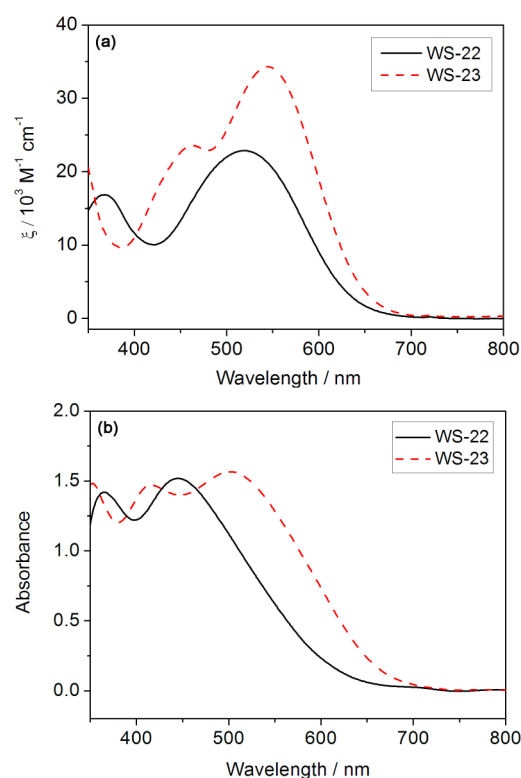 (a)
WS-22
WS-23
ξ / 10³ M⁻¹ cm⁻¹
40
30
20
10
0
400 500 600 700 800
Wavelength / nm
(b)
WS-22
WS-23
Absorbance
2.0
1.5
1.0
0.5
0.0
400 500 600 700 800
Wavelength / nm